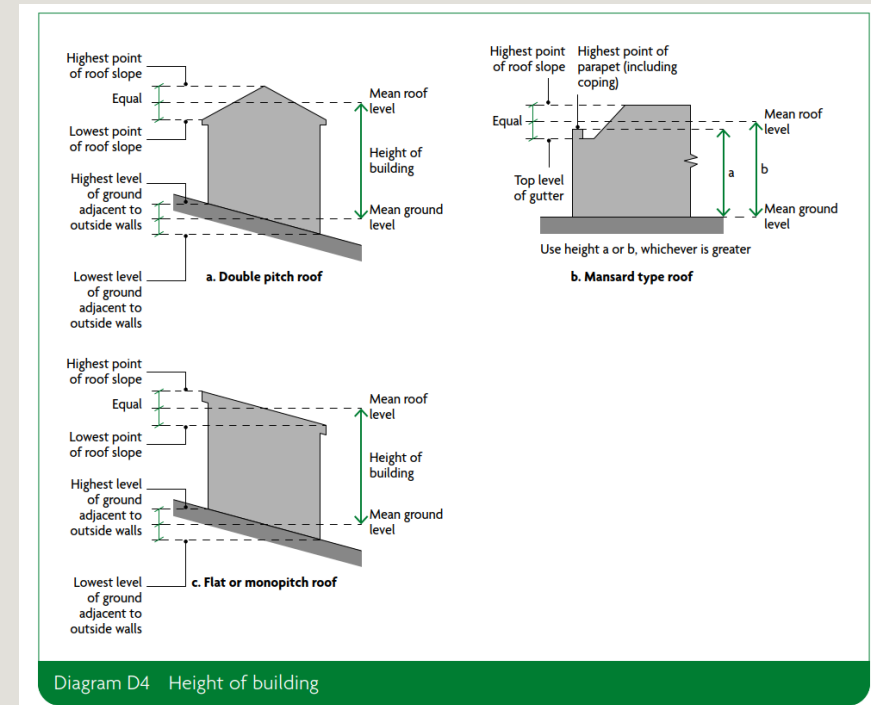 Highest point
of roof slope
Equal
Lowest point
of roof slope
Highest level
of ground
adjacent to
outside walls
Lowest level
of ground
adjacent to
outside walls
Mean roof
level
Height of
building
Mean ground
level
a. Double pitch roof
Highest point
of roof slope
Highest point of
parapet (including
coping)
Equal
Top level
of gutter
Mean roof
level
a
b
Mean ground
level
Use height a or b, whichever is greater
b. Mansard type roof
Highest point
of roof slope
Equal
Lowest point
of roof slope
Highest level
of ground
adjacent to
outside walls
Lowest level
of ground
adjacent to
outside walls
Mean roof
level
Height of
building
Mean ground
level
c. Flat or monopitch roof
Diagram D4 Height of building